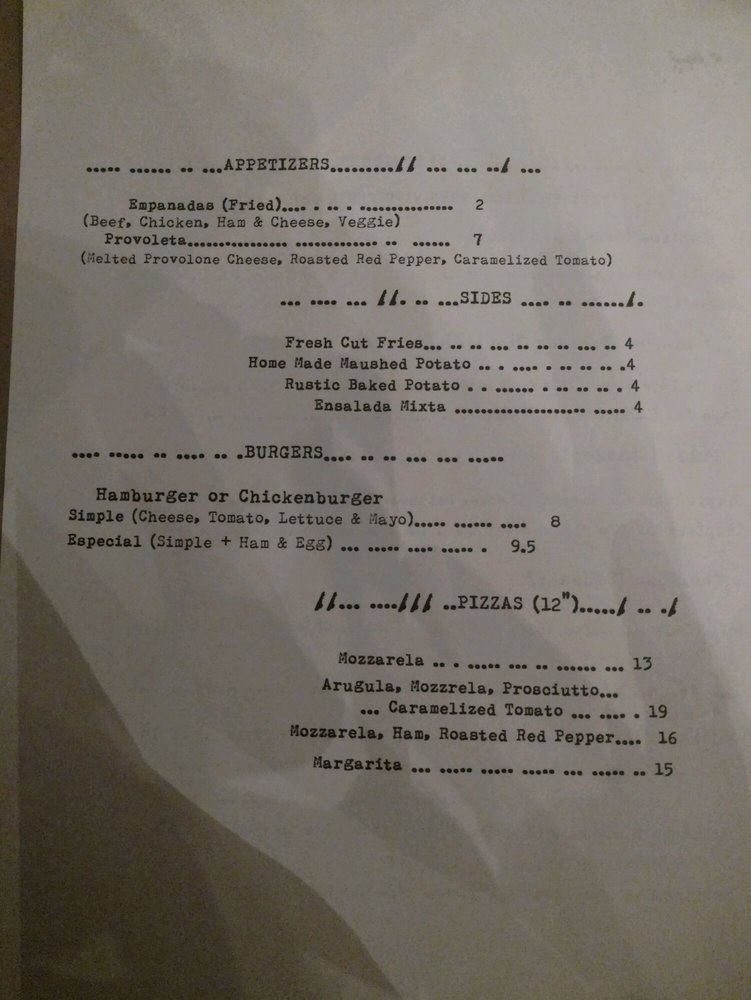 ..... ...... .. ...APPETIZERS.........// ... ... ../ ...
Empanadas (Fried).... . .. . ............... 2
(Beef, Chicken, Ham & Cheese, Veggie)
Provoleta................ ............. .. ...... 7
(Melted Provolone Cheese, Roasted Red Pepper, Caramelized Tomato)
... .... ... //. .. ...SIDES .... .. ......./.
Fresh Cut Fries... .. .. ... .. .. .. .. ... .. 4
Home Made Maushed Potato .. . .... . .. .. .. .4
Rustic Baked Potato . . ...... . .. .. .. . 4
Ensalada Mixta .................... ..... 4
.... ..... .. .... .. .BURGERS.... .. .. ... ... .....
Hamburger or Chickenburger
Simple (Cheese, Tomato, Lettuce & Mayo)..... ...... .... 8
Especial (Simple + Ham & Egg) ... ..... .... ..... . 9.5
//... ....///  ..PIZZAS (12")...../ .. ./
Mozzarela .. . ..... ... .. ...... ... 13
Arugula, Mozzrela, Prosciutto...
... Caramelized Tomato ... .... . 19
Mozzarela, Ham, Roasted Red Pepper.... 16
Margarita ... ..... ..... ..... ... ..... .. 15